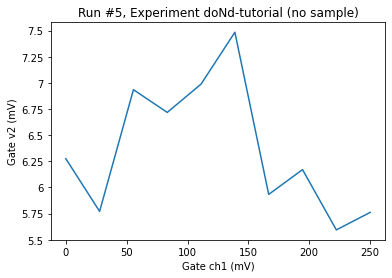 Run #5, Experiment doNd-tutorial (no sample)
7.5
7.25
7
6.75
6.5
6.25
6
5.75
5.5
Gate v2 (mV)
0 50 100 150 200 250
Gate ch1 (mV)